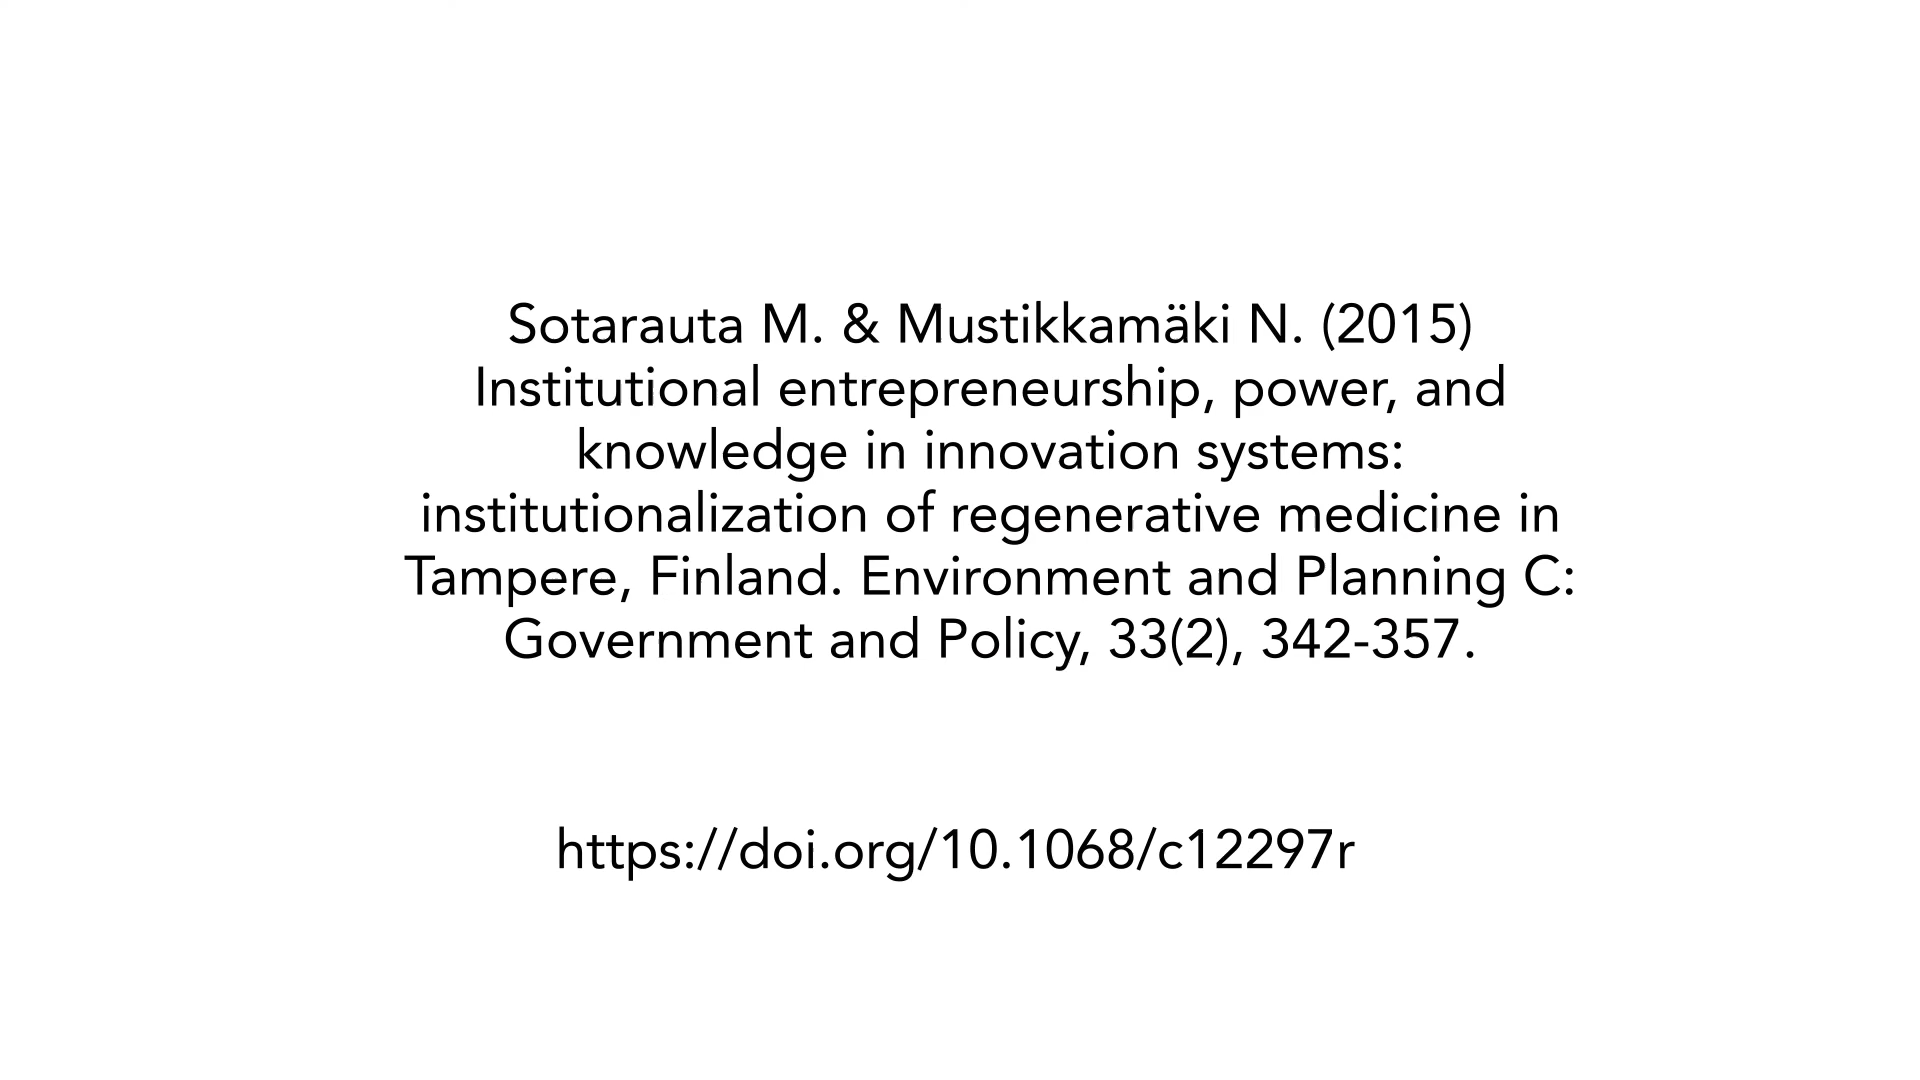 Sotarauta M. & Mustikkamäki N. (2015)
Institutional entrepreneurship, power, and
knowledge in innovation systems:
institutionalization of regenerative medicine in
Tampere, Finland. Environment and Planning C:
Government and Policy, 33(2), 342-357.
https://doi.org/10.1068/c12297r